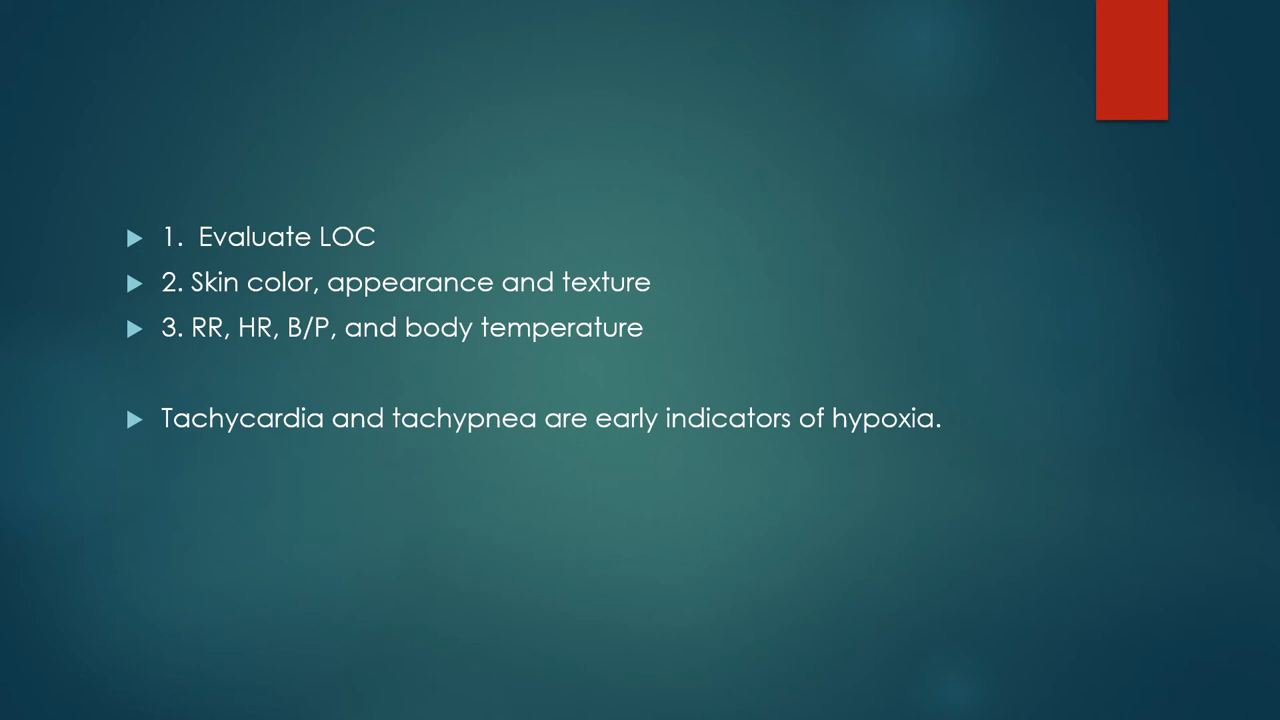 1.  Evaluate LOC
2. Skin color, appearance and texture
3. RR, HR, B/P, and body temperature
Tachycardia and tachypnea are early indicators of hypoxia.